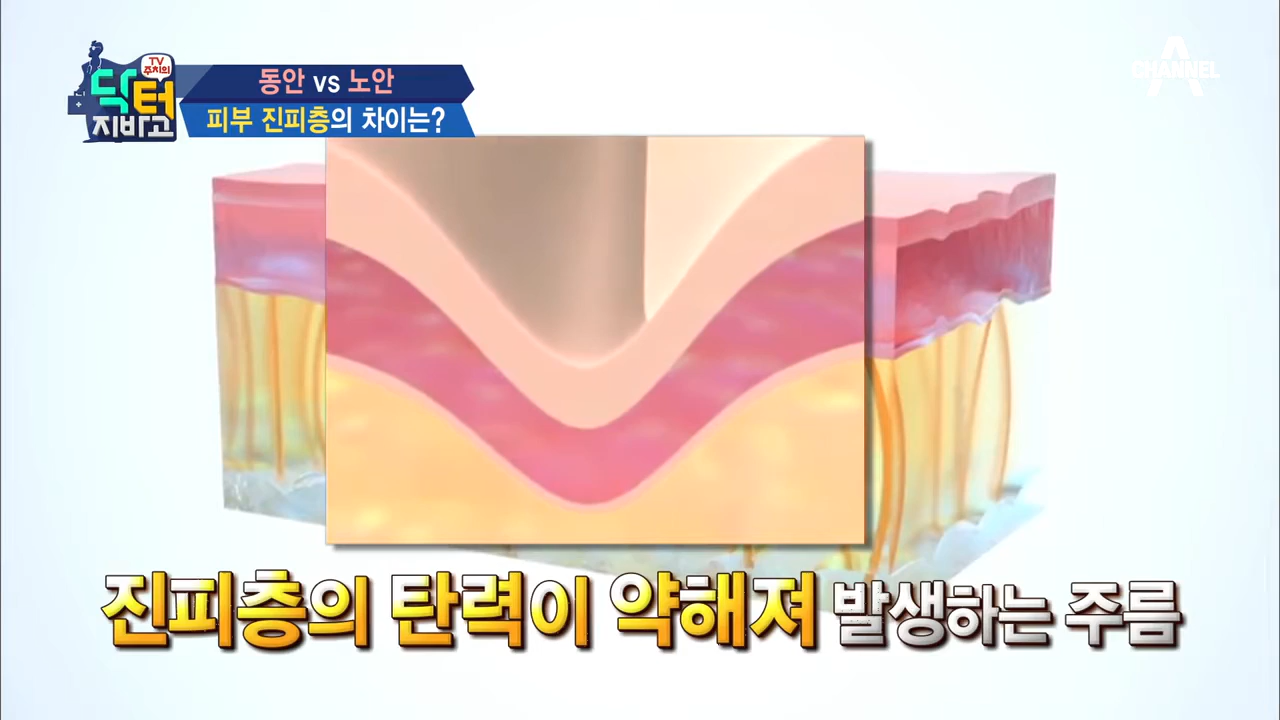 TV
주치의
닥터
지바고
동안 vs 노안
피부 진피층의 차이는?
CHANNEL A
진피층의 탄력이 약해져 발생하는 주름